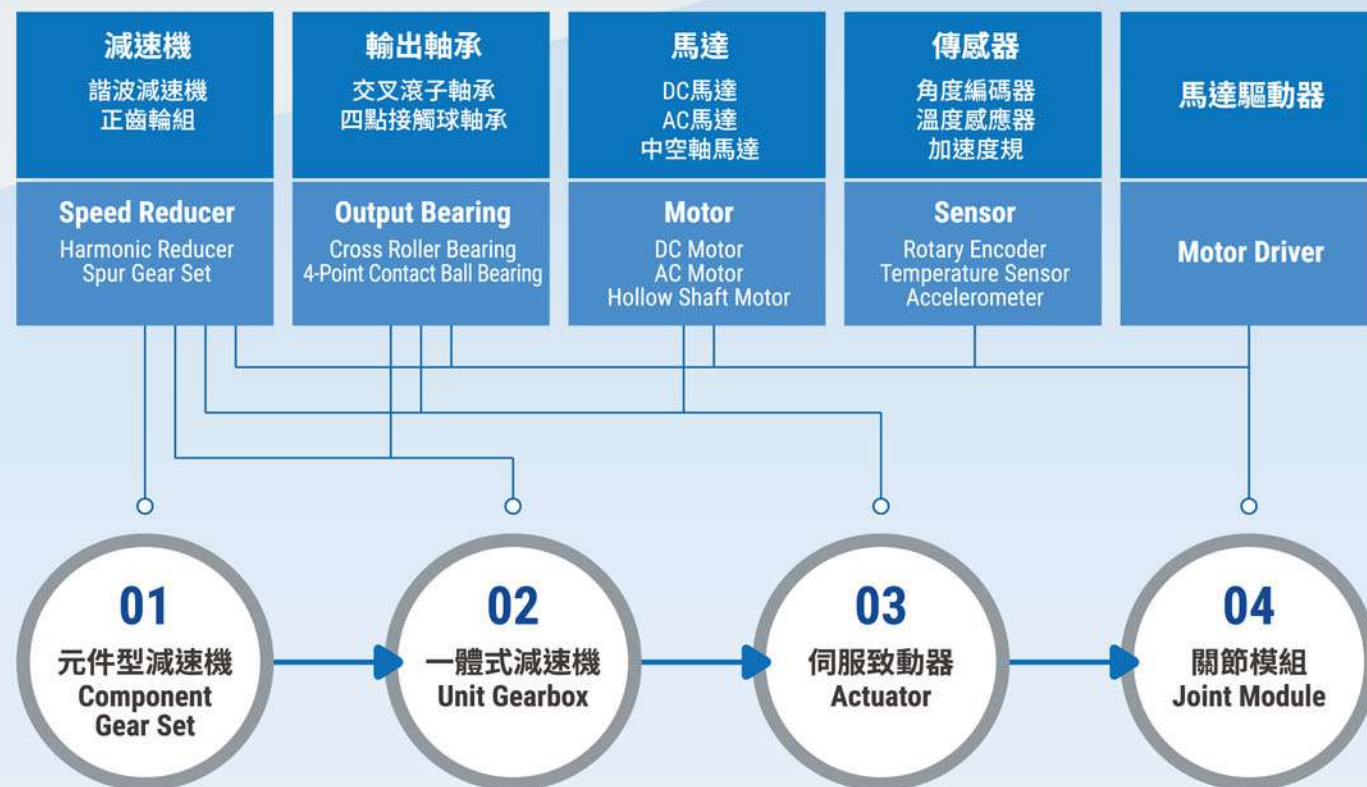 減速機
諧波減速機
正齒輪組
輸出軸承
交叉滾子軸承
四點接觸球軸承
馬達
DC馬達
AC馬達
中空軸馬達
傳感器
角度編碼器
溫度感應器
加速度規
馬達驅動器
Speed Reducer
Harmonic Reducer
Spur Gear Set
Output Bearing
Cross Roller Bearing
4-Point Contact Ball Bearing
Motor
DC Motor
AC Motor
Hollow Shaft Motor
Sensor
Rotary Encoder
Temperature Sensor
Accelerometer
Motor Driver
01
元件型減速機
Component
Gear Set
02
一體式減速機
Unit Gearbox
03
伺服致動器
Actuator
04
關節模組
Joint Module